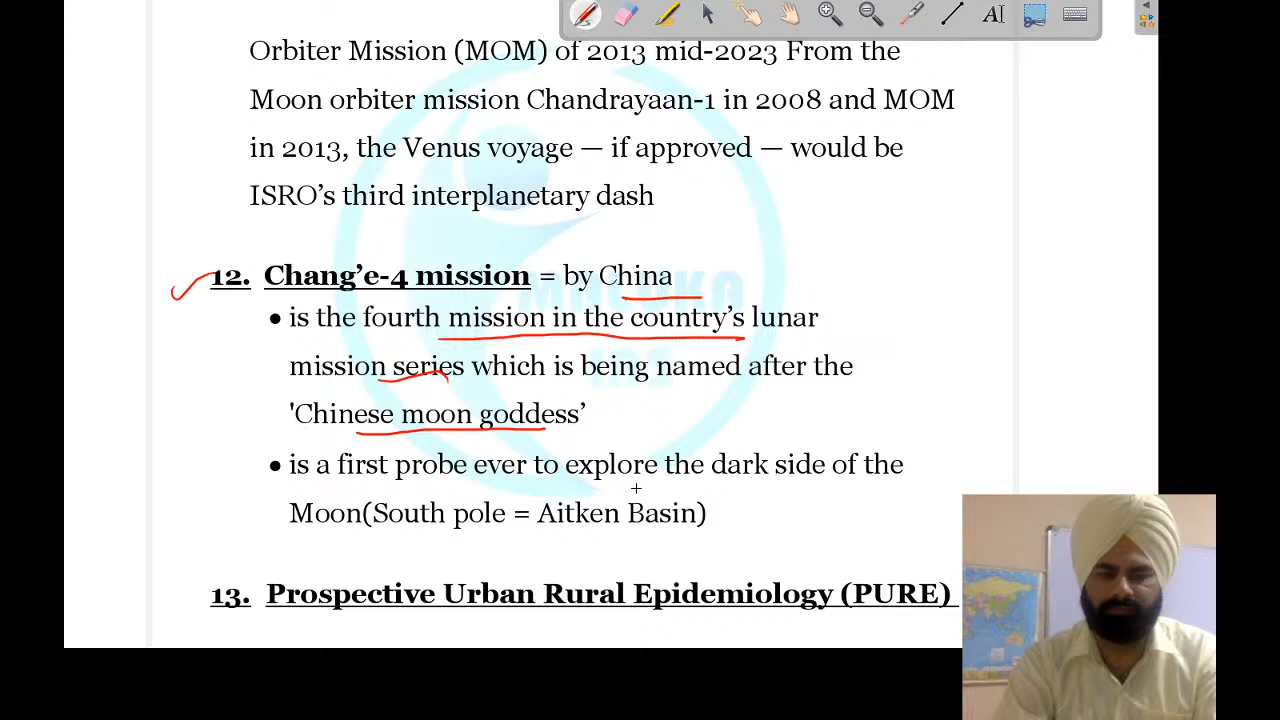 Orbiter Mission (MOM) of 2013 mid-2023 From the
Moon orbiter mission Chandrayaan-1 in 2008 and MOM
in 2013, the Venus voyage — if approved — would be
ISRO’s third interplanetary dash
12. Chang’e-4 mission = by China
• is the fourth mission in the country’s lunar
mission series which is being named after the
'Chinese moon goddess’
• is a first probe ever to explore the dark side of the
Moon(South pole = Aitken Basin)
13. Prospective Urban Rural Epidemiology (PURE)